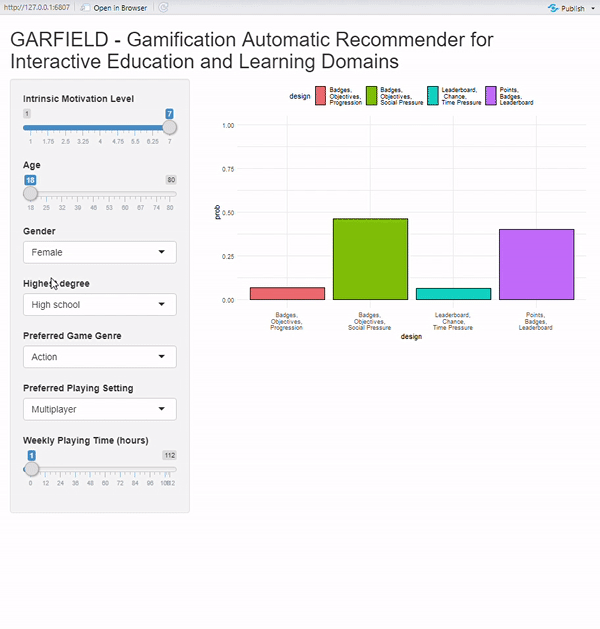 http://127.0.0.1:6807 Open in Browser Publish
GARFIELD - Gamification Automatic Recommender for
Interactive Education and Learning Domains
Intrinsic Motivation Level
1 7
1 1.75 2.5 3.25 4 4.75 5.5 6.25 7
Age
18 80
18 25 32 39 46 53 60 67 74 80
Gender
Female
Highest degree
High school
Preferred Game Genre
Action
Preferred Playing Setting
Multiplayer
Weekly Playing Time (hours)
1 112
0 12 24 36 48 60 72 84 96 108 112
design
Badges,
Objectives,
Progression
Badges,
Objectives,
Social Pressure
Leaderboard,
Chance,
Time Pressure
Points,
Badges,
Leaderboard
1.00
0.75
0.50
0.25
0.00
prob
Badges,
Objectives,
Progression
Badges,
Objectives,
Social Pressure
Leaderboard,
Chance,
Time Pressure
Points,
Badges,
Leaderboard
design